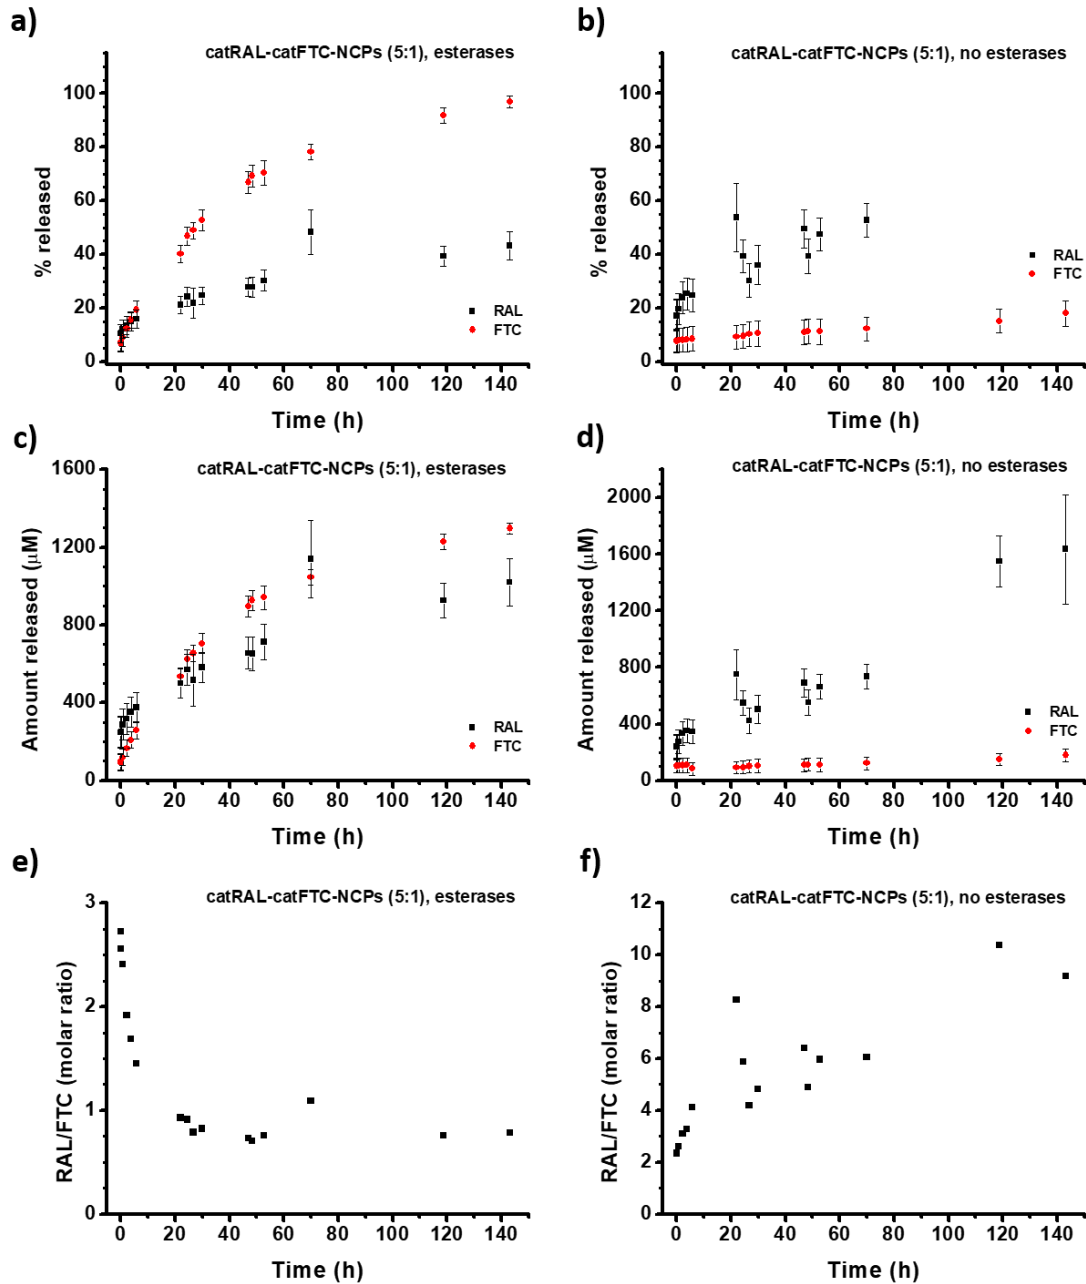 a)
catRAL-catFTC-NCPs (5:1), esterases
% released
100
80
60
40
20
0
RAL
FTC
0 20 40 60 80 100 120 140
Time (h)
b)
catRAL-catFTC-NCPs (5:1), no esterases
% released
100
80
60
40
20
0
RAL
FTC
0 20 40 60 80 100 120 140
Time (h)
c)
catRAL-catFTC-NCPs (5:1), esterases
Amount released (μM)
1600
1200
800
400
0
RAL
FTC
0 20 40 60 80 100 120 140
Time (h)
d)
catRAL-catFTC-NCPs (5:1), no esterases
Amount released (μM)
2000
1600
1200
800
400
0
RAL
FTC
0 20 40 60 80 100 120 140
Time (h)
e)
catRAL-catFTC-NCPs (5:1), esterases
RAL/FTC (molar ratio)
3
2
1
0
0 20 40 60 80 100 120 140
Time (h)
f)
catRAL-catFTC-NCPs (5:1), no esterases
RAL/FTC (molar ratio)
12
10
8
6
4
2
0
0 20 40 60 80 100 120 140
Time (h)